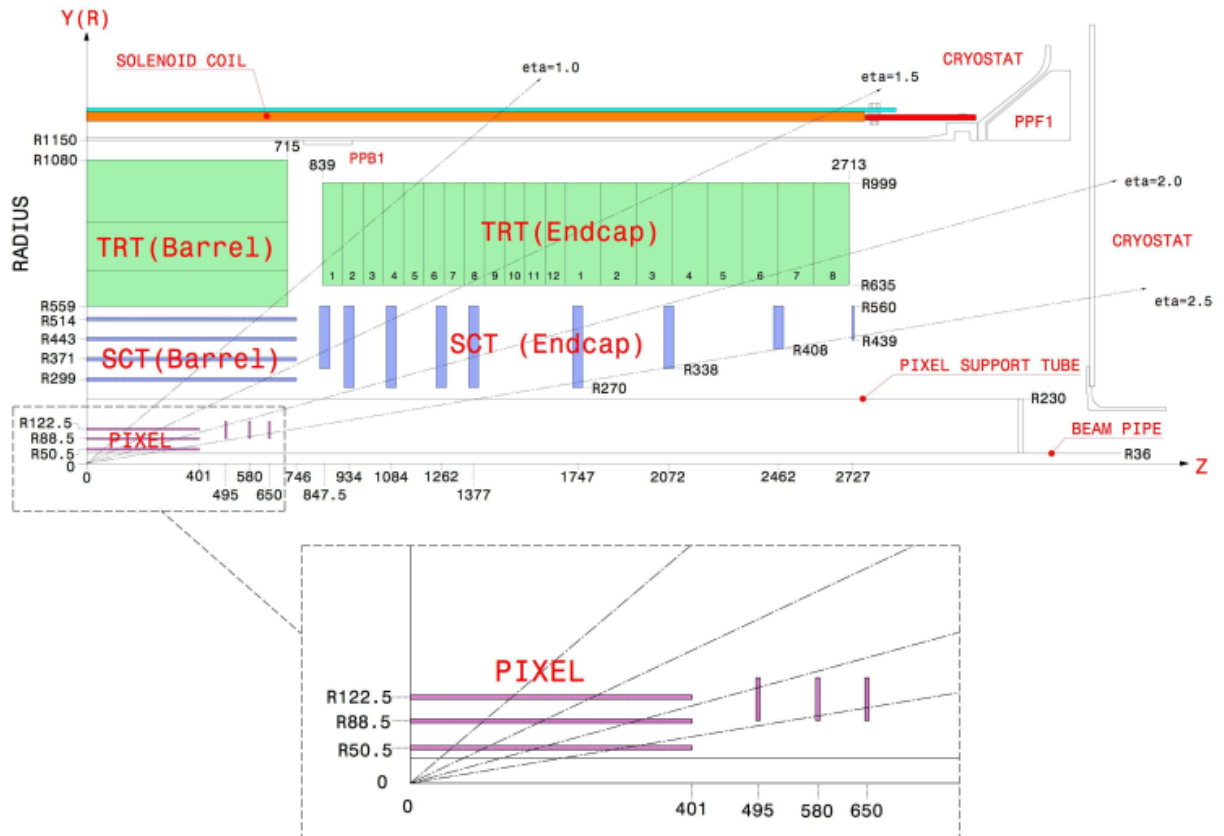 Y(R)
SOLENOID COIL
eta=1.0
eta=1.5
CRYOSTAT
PPF1
R1150
R1080
715
PPB1
839
2713
R999
eta=2.0
RADIUS
TRT(Barrel)
TRT(Endcap)
CRYOSTAT
1 2 3 4 5 6 7 8 9 10 11 12 1 2 3 4 5 6 7 8
R635
R559
R560
eta=2.5
R514
R443
R439
SCT(Barrel)
SCT (Endcap)
R408
R371
R338
R299
R270
PIXEL SUPPORT TUBE
R230
R122.5
R88.5
PIXEL
BEAM PIPE
R50.5
R36
0
Z
0 401 580 746 934 1084 1262 1747 2072 2462 2727
495 650 847.5 1377
PIXEL
R122.5
R88.5
R50.5
0
0 401 495 580 650